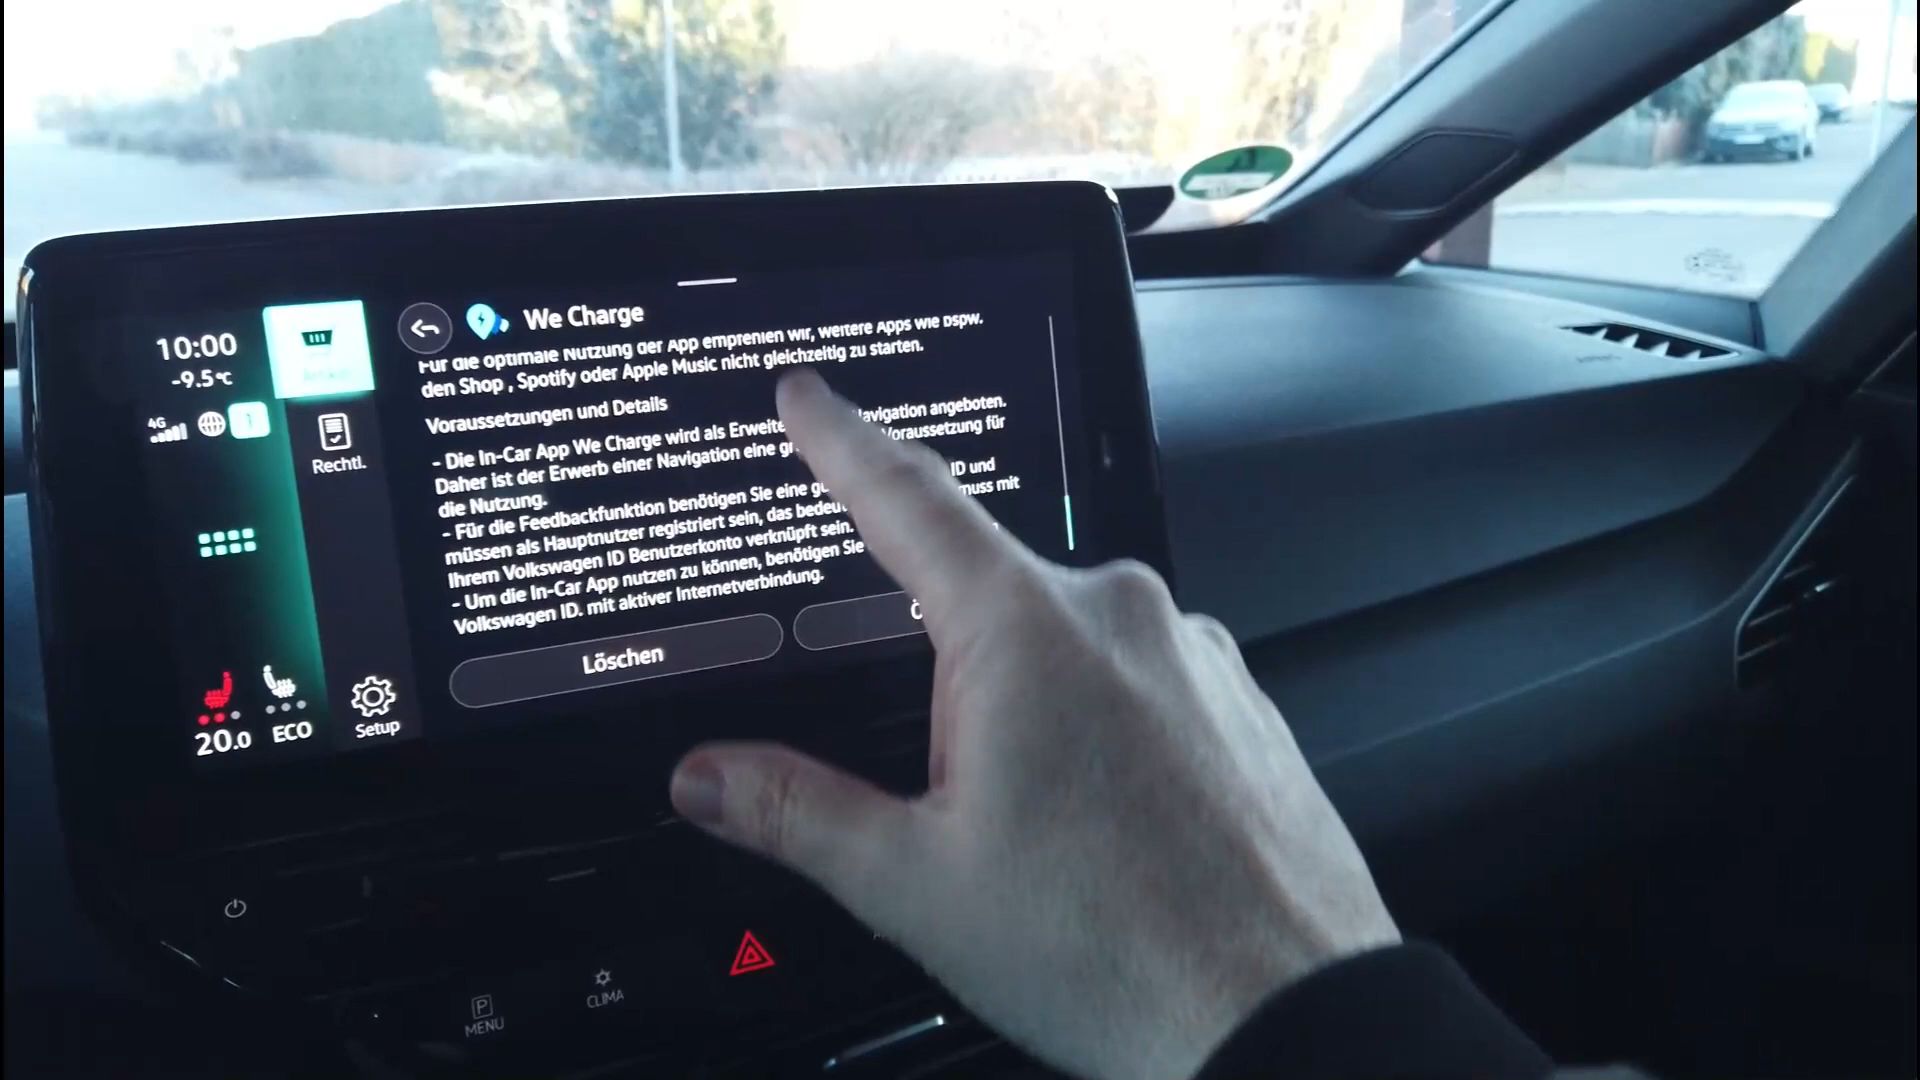 10:00
-9.5°C
4G
Rechtl.
We Charge
Für die optimale Nutzung der App empfehlen wir, weitere Apps wie bspw.
den Shop , Spotify oder Apple Music nicht gleichzeitig zu starten.
Voraussetzungen und Details
- Die In-Car App We Charge wird als Erweite avigation angeboten.
Daher ist der Erwerb einer Navigation eine Voraussetzung für
die Nutzung.
- Für die Feedbackfunktion benötigen Sie eine ID und
müssen als Hauptnutzer registriert sein, das bedeu muss mit
Ihrem Volkswagen ID Benutzerkonto verknüpft sein.
- Um die In-Car App nutzen zu können, benötigen Sie
Volkswagen ID. mit aktiver Internetverbindung.
Löschen
Ö
20.0
ECO
Setup
P
MENU
CLIMA